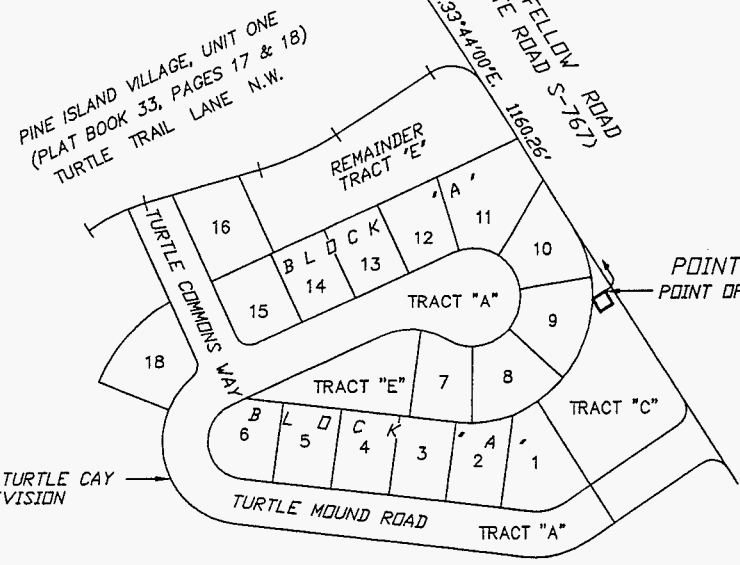 PINE ISLAND VILLAGE, UNIT ONE
(PLAT BOOK 33, PAGES 17 & 18)
TURTLE TRAIL LANE N.W.
.33°44'00"E. 1160.26'
FELLOW ROAD
TE ROAD S-767)
REMAINDER
TRACT "E"
BLOCK "A"
16
15
14
13
12
11
10
9
TURTLE COMMONS WAY
TRACT "A"
POINT
POINT OF
18
TRACT "E"
7
8
TRACT "C"
BLOCK "A"
6
5
4
3
2
1
TURTLE CAY
VISION
TURTLE MOUND ROAD
TRACT "A"